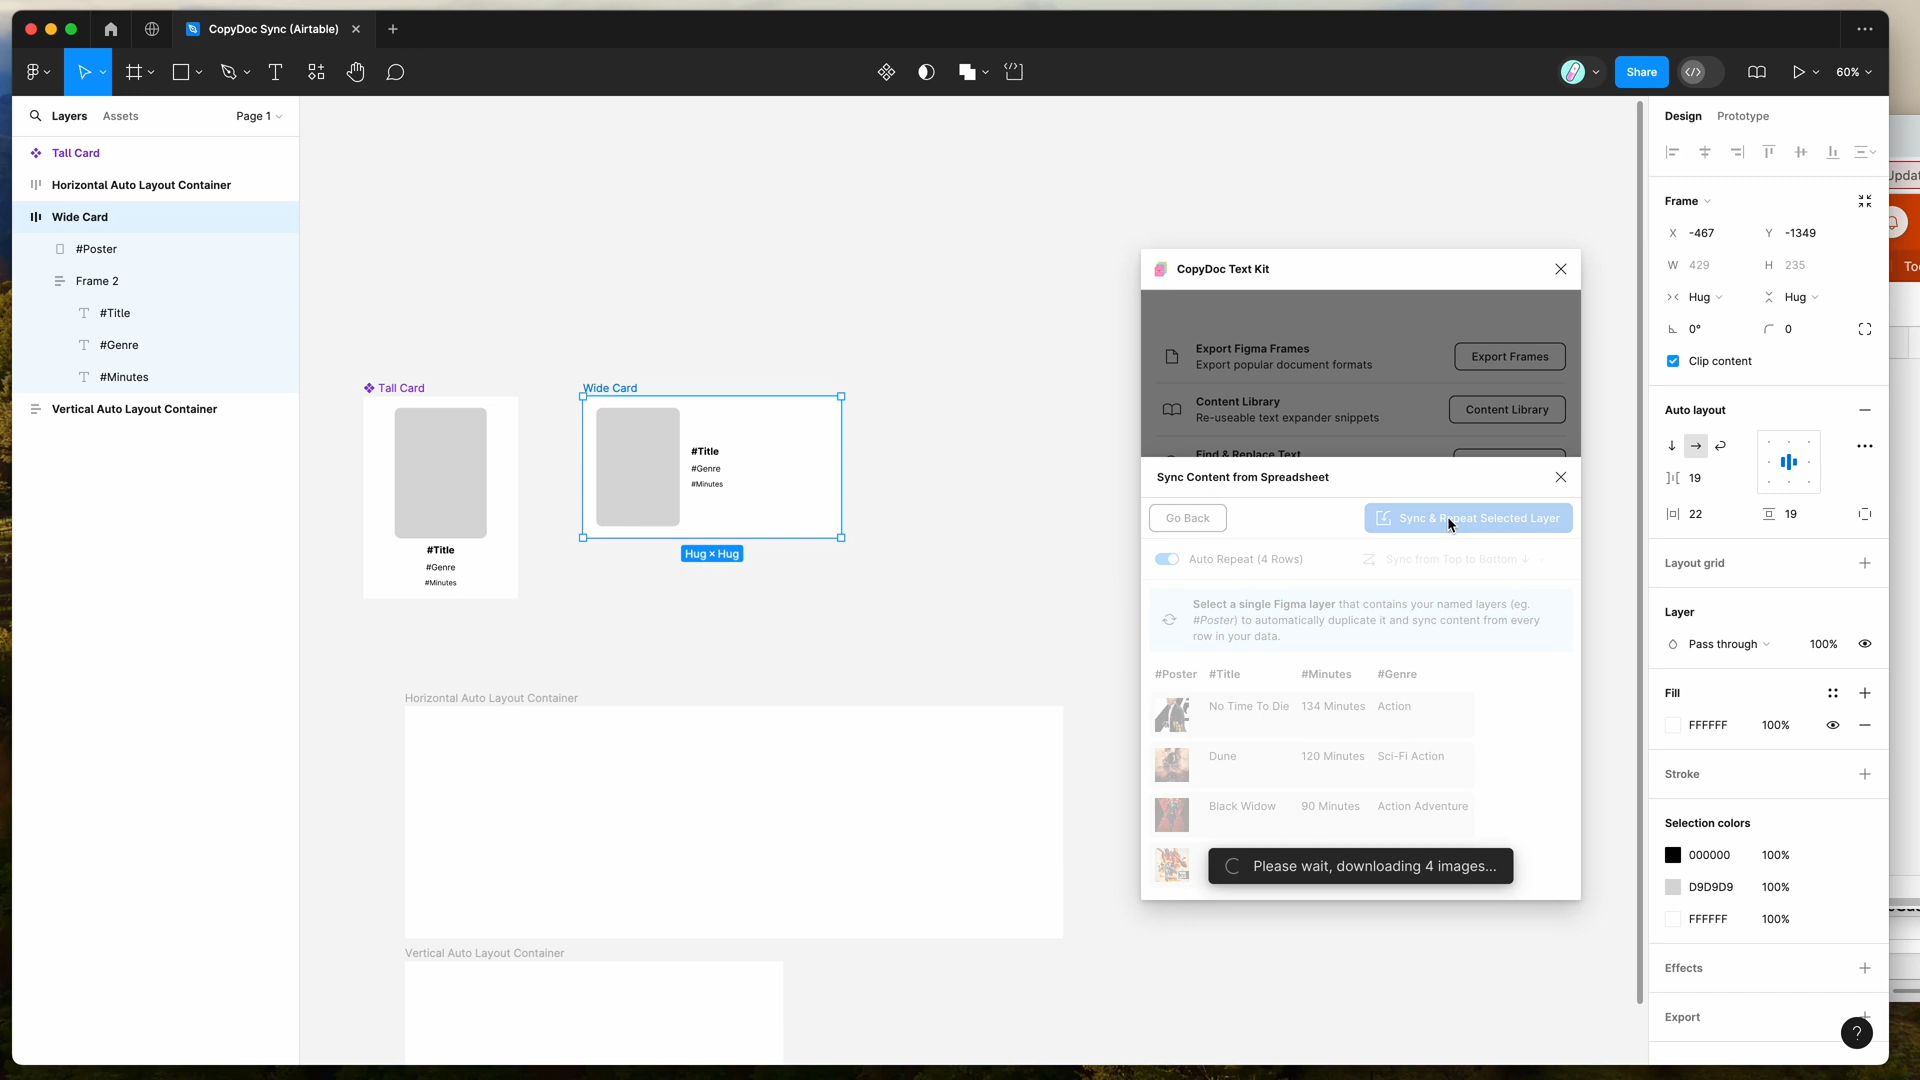 CopyDoc Sync (Airtable)
Share
60%
Layers
Assets
Page 1
Tall Card
Horizontal Auto Layout Container
Wide Card
#Poster
Frame 2
#Title
#Genre
#Minutes
Vertical Auto Layout Container
Tall Card
#Title
#Genre
#Minutes
Wide Card
#Title
#Genre
#Minutes
Hug × Hug
Horizontal Auto Layout Container
Vertical Auto Layout Container
CopyDoc Text Kit
Export Figma Frames
Export popular document formats
Export Frames
Content Library
Re-useable text expander snippets
Content Library
Find & Replace Text
Sync Content from Spreadsheet
Go Back
Sync & Repeat Selected Layer
Auto Repeat (4 Rows)
Sync from Top to Bottom ↓
Select a single Figma layer that contains your named layers (eg.
#Poster) to automatically duplicate it and sync content from every
row in your data.
#Poster #Title #Minutes #Genre
No Time To Die 134 Minutes Action
Dune 120 Minutes Sci-Fi Action
Black Widow 90 Minutes Action Adventure
Please wait, downloading 4 images...
Design
Prototype
Frame
X -467 Y -1349
W 429 H 235
Hug Hug
0° 0
Clip content
Auto layout
19
22 19
Layout grid
Layer
Pass through 100%
Fill
FFFFFF 100%
Stroke
Selection colors
000000 100%
D9D9D9 100%
FFFFFF 100%
Effects
Export
?